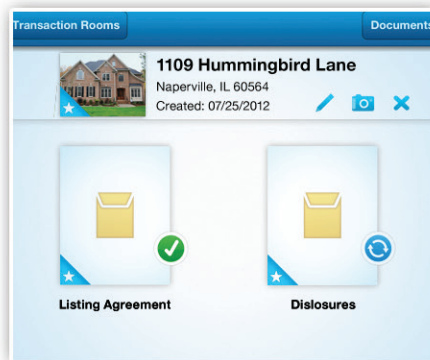 Transaction Rooms
Documents
1109 Hummingbird Lane
Naperville, IL 60564
Created: 07/25/2012
Listing Agreement
Dislosures